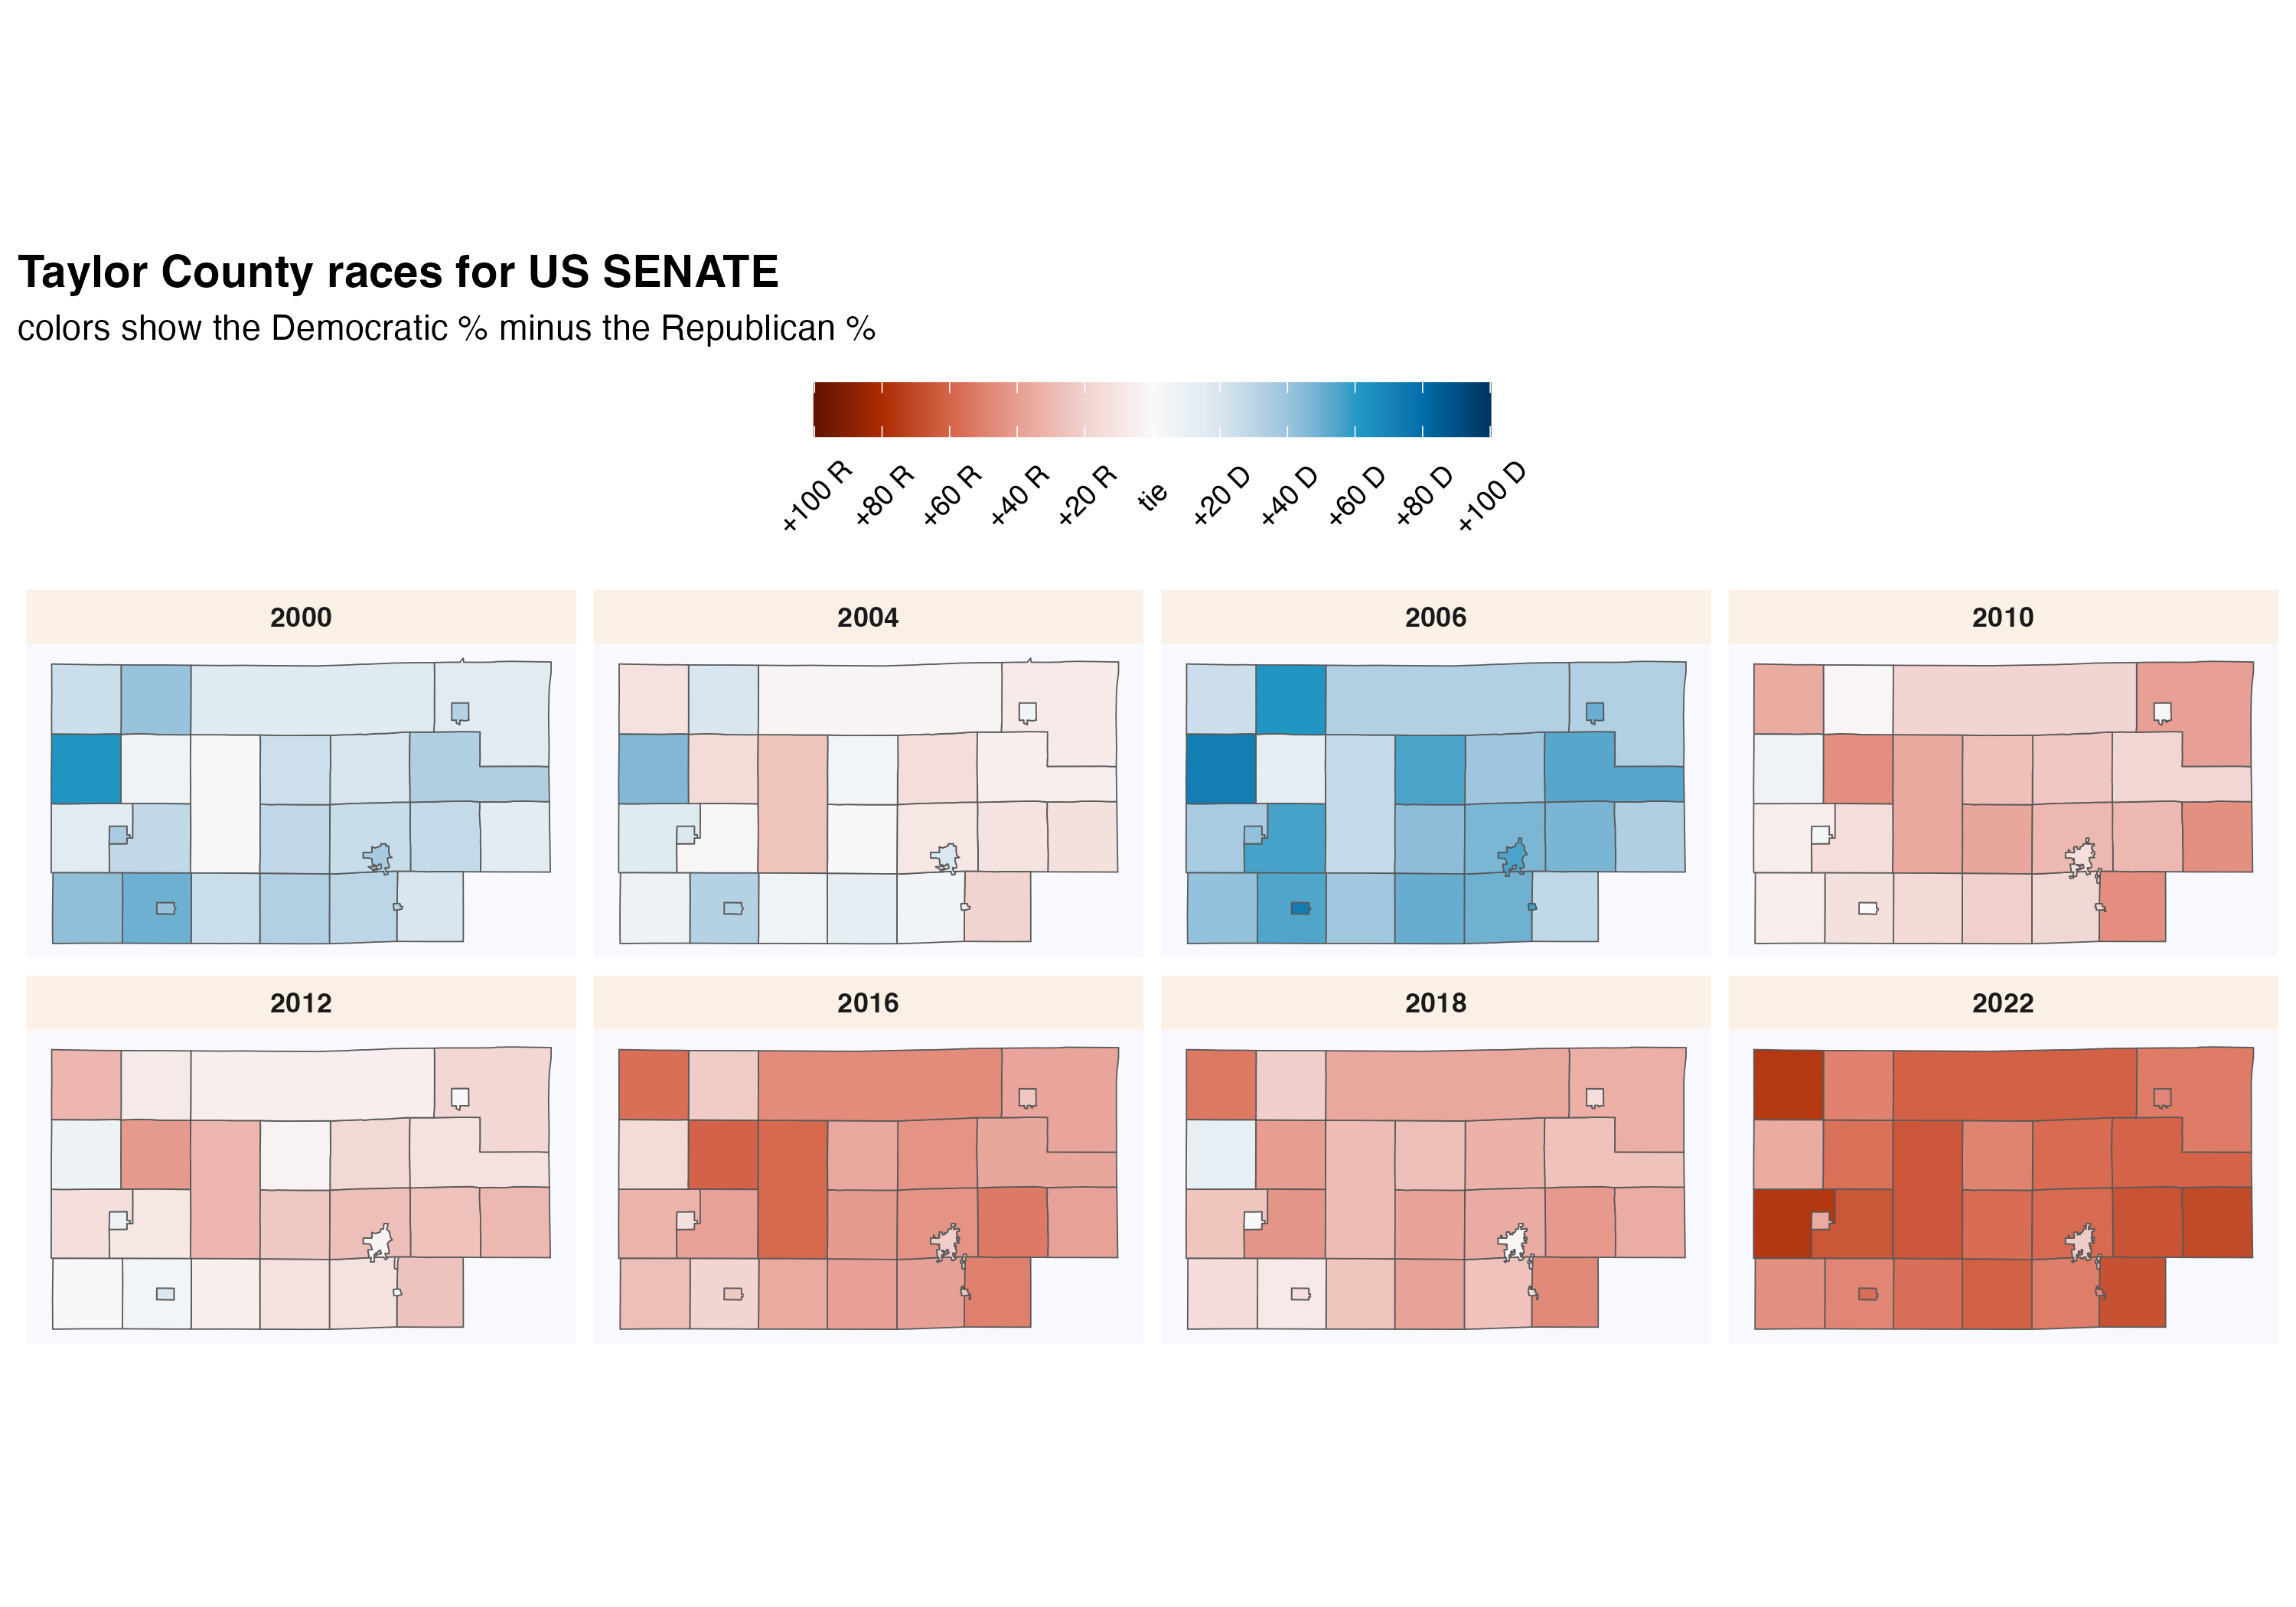 Taylor County races for US SENATE
colors show the Democratic % minus the Republican %
+100 R +80 R +60 R +40 R +20 R tie +20 D +40 D +60 D +80 D +100 D
2000 2004 2006 2010
2012 2016 2018 2022